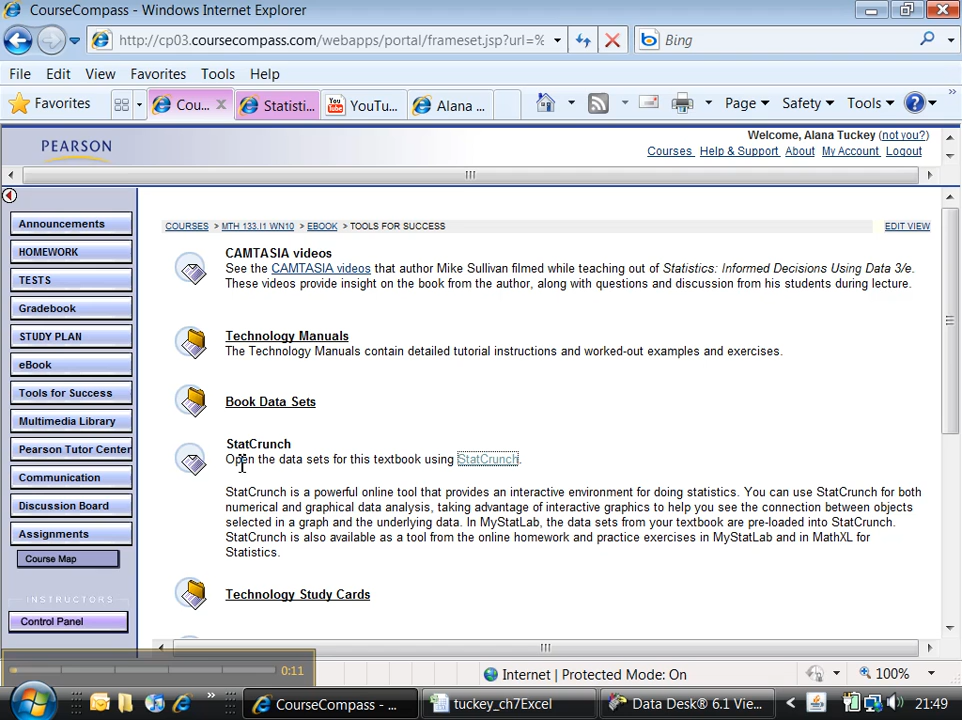 CourseCompass - Windows Internet Explorer
http://cp03.coursecompass.com/webapps/portal/frameset.jsp?url=%
Bing
File Edit View Favorites Tools Help
Favorites
Cou...
Statisti...
YouTu...
Alana ...
Page Safety Tools
Welcome, Alana Tuckey (not you?)
PEARSON
Courses Help & Support About My Account Logout
Announcements
HOMEWORK
TESTS
Gradebook
STUDY PLAN
eBook
Tools for Success
Multimedia Library
Pearson Tutor Center
Communication
Discussion Board
Assignments
Course Map
INSTRUCTORS
Control Panel
COURSES > MTH 133.I1 WN10 > EBOOK > TOOLS FOR SUCCESS
EDIT VIEW
CAMTASIA videos
See the CAMTASIA videos that author Mike Sullivan filmed while teaching out of Statistics: Informed Decisions Using Data 3/e.
These videos provide insight on the book from the author, along with questions and discussion from his students during lecture.
Technology Manuals
The Technology Manuals contain detailed tutorial instructions and worked-out examples and exercises.
Book Data Sets
StatCrunch
Open the data sets for this textbook using StatCrunch.
StatCrunch is a powerful online tool that provides an interactive environment for doing statistics. You can use StatCrunch for both
numerical and graphical data analysis, taking advantage of interactive graphics to help you see the connection between objects
selected in a graph and the underlying data. In MyStatLab, the data sets from your textbook are pre-loaded into StatCrunch.
StatCrunch is also available as a tool from the online homework and practice exercises in MyStatLab and in MathXL for
Statistics.
Technology Study Cards
0:11
Internet | Protected Mode: On
100%
CourseCompass - ...
tuckey_ch7Excel
Data Desk® 6.1 Vie...
21:49